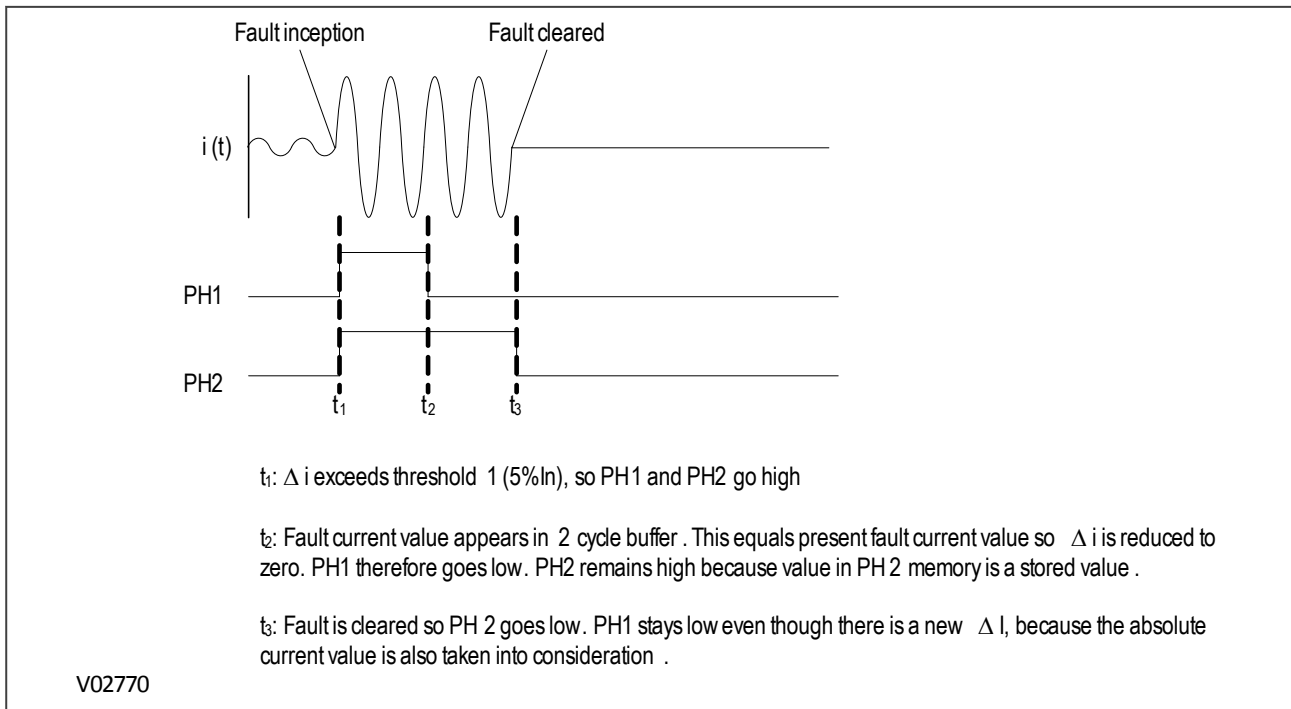 Fault inception
Fault cleared
i (t)
PH1
PH2
t₁
t₂
t₃
t₁: Δ i exceeds threshold 1 (5%In), so PH1 and PH2 go high
t₂: Fault current value appears in 2 cycle buffer . This equals present fault current value so Δ i is reduced to
zero. PH1 therefore goes low. PH2 remains high because value in PH 2 memory is a stored value .
t₃: Fault is cleared so PH 2 goes low. PH1 stays low even though there is a new Δ I, because the absolute
current value is also taken into consideration .
V02770